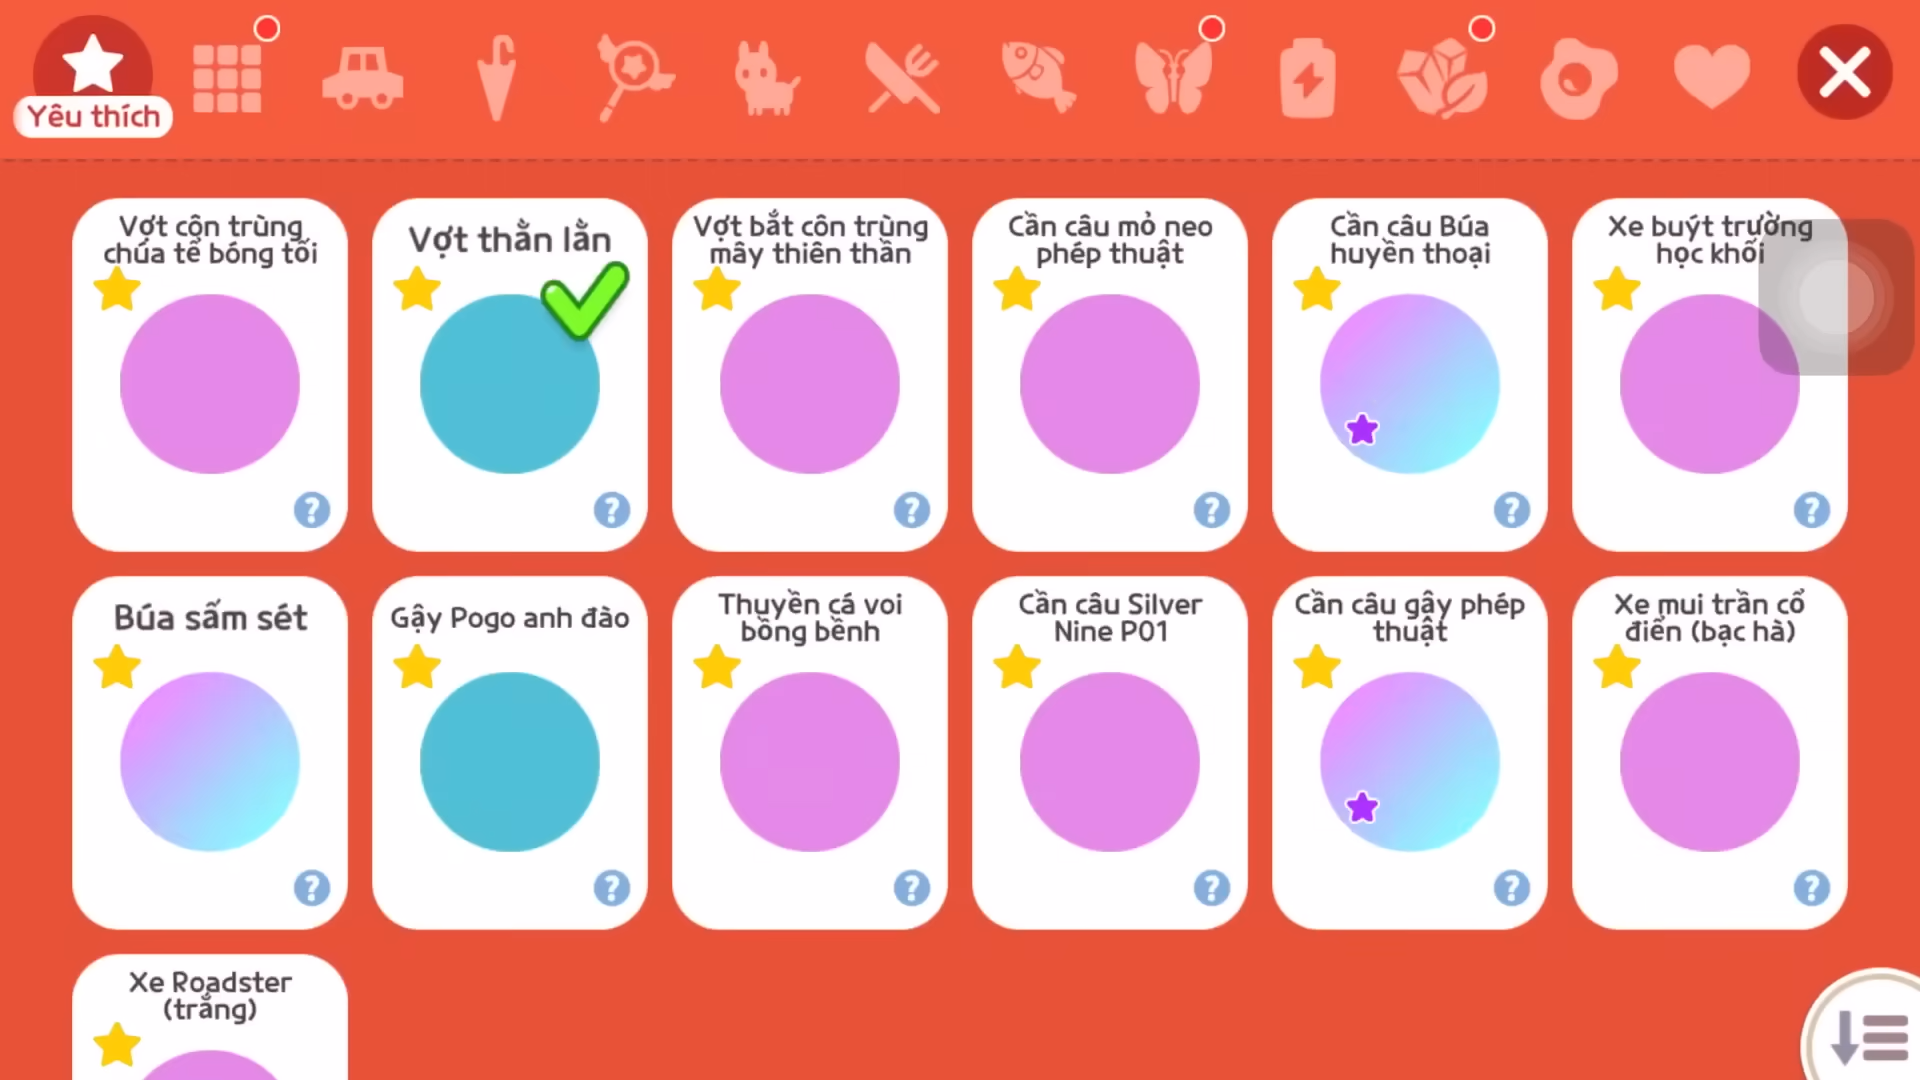 Yêu thích
Vợt côn trùng
chúa tể bóng tối
Vợt thằn lằn
Vợt bắt côn trùng
mây thiên thần
Cần câu mỏ neo
phép thuật
Cần câu Búa
huyền thoại
Xe buýt trường
học khối
?
?
?
?
?
?
Búa sấm sét
Gậy Pogo anh đào
Thuyền cá voi
bồng bềnh
Cần câu Silver
Nine P01
Cần câu gậy phép
thuật
Xe mui trần cổ
điển (bạc hà)
?
?
?
?
?
?
Xe Roadster
(trắng)